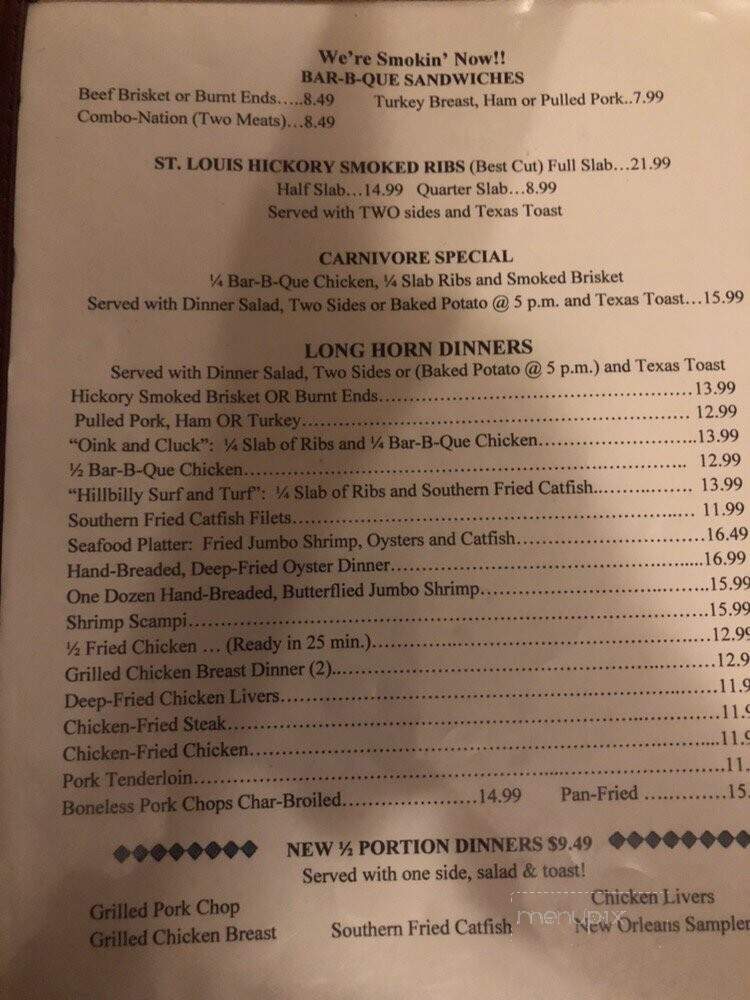 We're Smokin' Now!!
BAR-B-QUE SANDWICHES
Beef Brisket or Burnt Ends.....8.49 Turkey Breast, Ham or Pulled Pork..7.99
Combo-Nation (Two Meats)...8.49
ST. LOUIS HICKORY SMOKED RIBS (Best Cut) Full Slab...21.99
Half Slab...14.99 Quarter Slab...8.99
Served with TWO sides and Texas Toast
CARNIVORE SPECIAL
¼ Bar-B-Que Chicken, ¼ Slab Ribs and Smoked Brisket
Served with Dinner Salad, Two Sides or Baked Potato @ 5 p.m. and Texas Toast...15.99
LONG HORN DINNERS
Served with Dinner Salad, Two Sides or (Baked Potato @ 5 p.m.) and Texas Toast
Hickory Smoked Brisket OR Burnt Ends.....13.99
Pulled Pork, Ham OR Turkey..... 12.99
"Oink and Cluck": ¼ Slab of Ribs and ¼ Bar-B-Que Chicken.....13.99
½ Bar-B-Que Chicken..... 12.99
"Hillbilly Surf and Turf": ¼ Slab of Ribs and Southern Fried Catfish..... 13.99
Southern Fried Catfish Filets..... 11.99
Seafood Platter: Fried Jumbo Shrimp, Oysters and Catfish.....16.49
Hand-Breaded, Deep-Fried Oyster Dinner.....16.99
One Dozen Hand-Breaded, Butterflied Jumbo Shrimp.....15.99
Shrimp Scampi.....15.99
½ Fried Chicken ... (Ready in 25 min.).....12.99
Grilled Chicken Breast Dinner (2).....12.9
Deep-Fried Chicken Livers.....11.9
Chicken-Fried Steak.....11.9
Chicken-Fried Chicken.....11.9
Pork Tenderloin.....11.
Boneless Pork Chops Char-Broiled.....14.99 Pan-Fried .....15.
NEW ½ PORTION DINNERS $9.49
Served with one side, salad & toast!
Chicken Livers
Grilled Pork Chop
menupix
Grilled Chicken Breast Southern Fried Catfish New Orleans Sampler